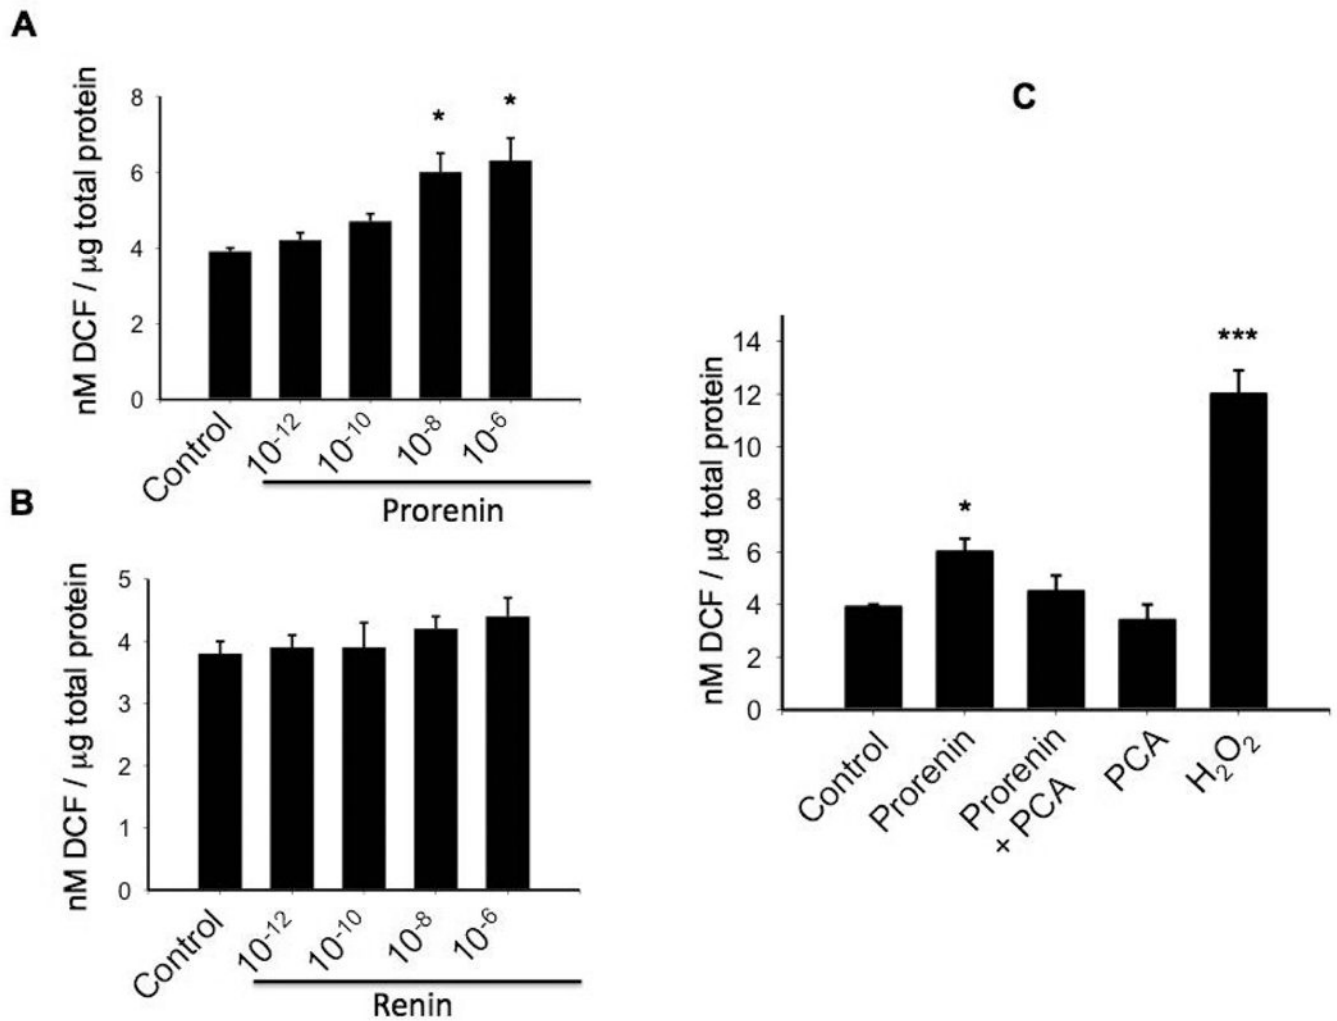 A
nM DCF / μg total protein
8
6
4
2
0
*
*
Control
10-12
10-10
10-8
10-6
Prorenin
B
nM DCF / μg total protein
5
4
3
2
1
0
Control
10-12
10-10
10-8
10-6
Renin
C
nM DCF / μg total protein
14
12
10
8
6
4
2
0
*
***
Control
Prorenin
Prorenin
+ PCA
PCA
H2O2